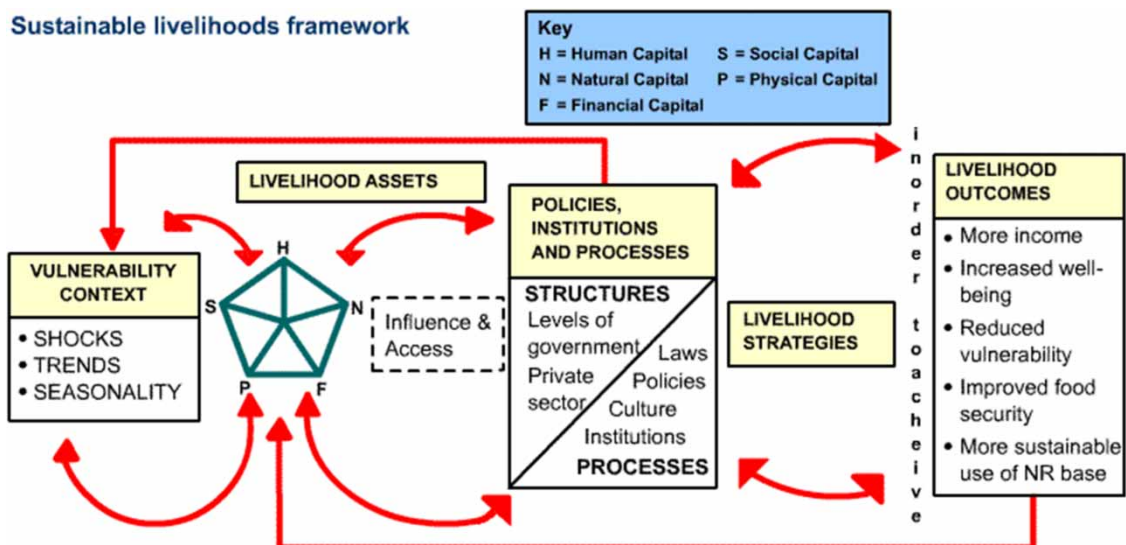 Sustainable livelihoods framework
Key
H = Human Capital S = Social Capital
N = Natural Capital P = Physical Capital
F = Financial Capital
LIVELIHOOD ASSETS
VULNERABILITY
CONTEXT
• SHOCKS
• TRENDS
• SEASONALITY
H
S
N
P
F
Influence &
Access
POLICIES,
INSTITUTIONS
AND PROCESSES
STRUCTURES
Levels of
government
Private
sector
Laws
Policies
Culture
Institutions
PROCESSES
LIVELIHOOD
STRATEGIES
inorder toacheive
LIVELIHOOD
OUTCOMES
• More income
• Increased well-
being
• Reduced
vulnerability
• Improved food
security
• More sustainable
use of NR base